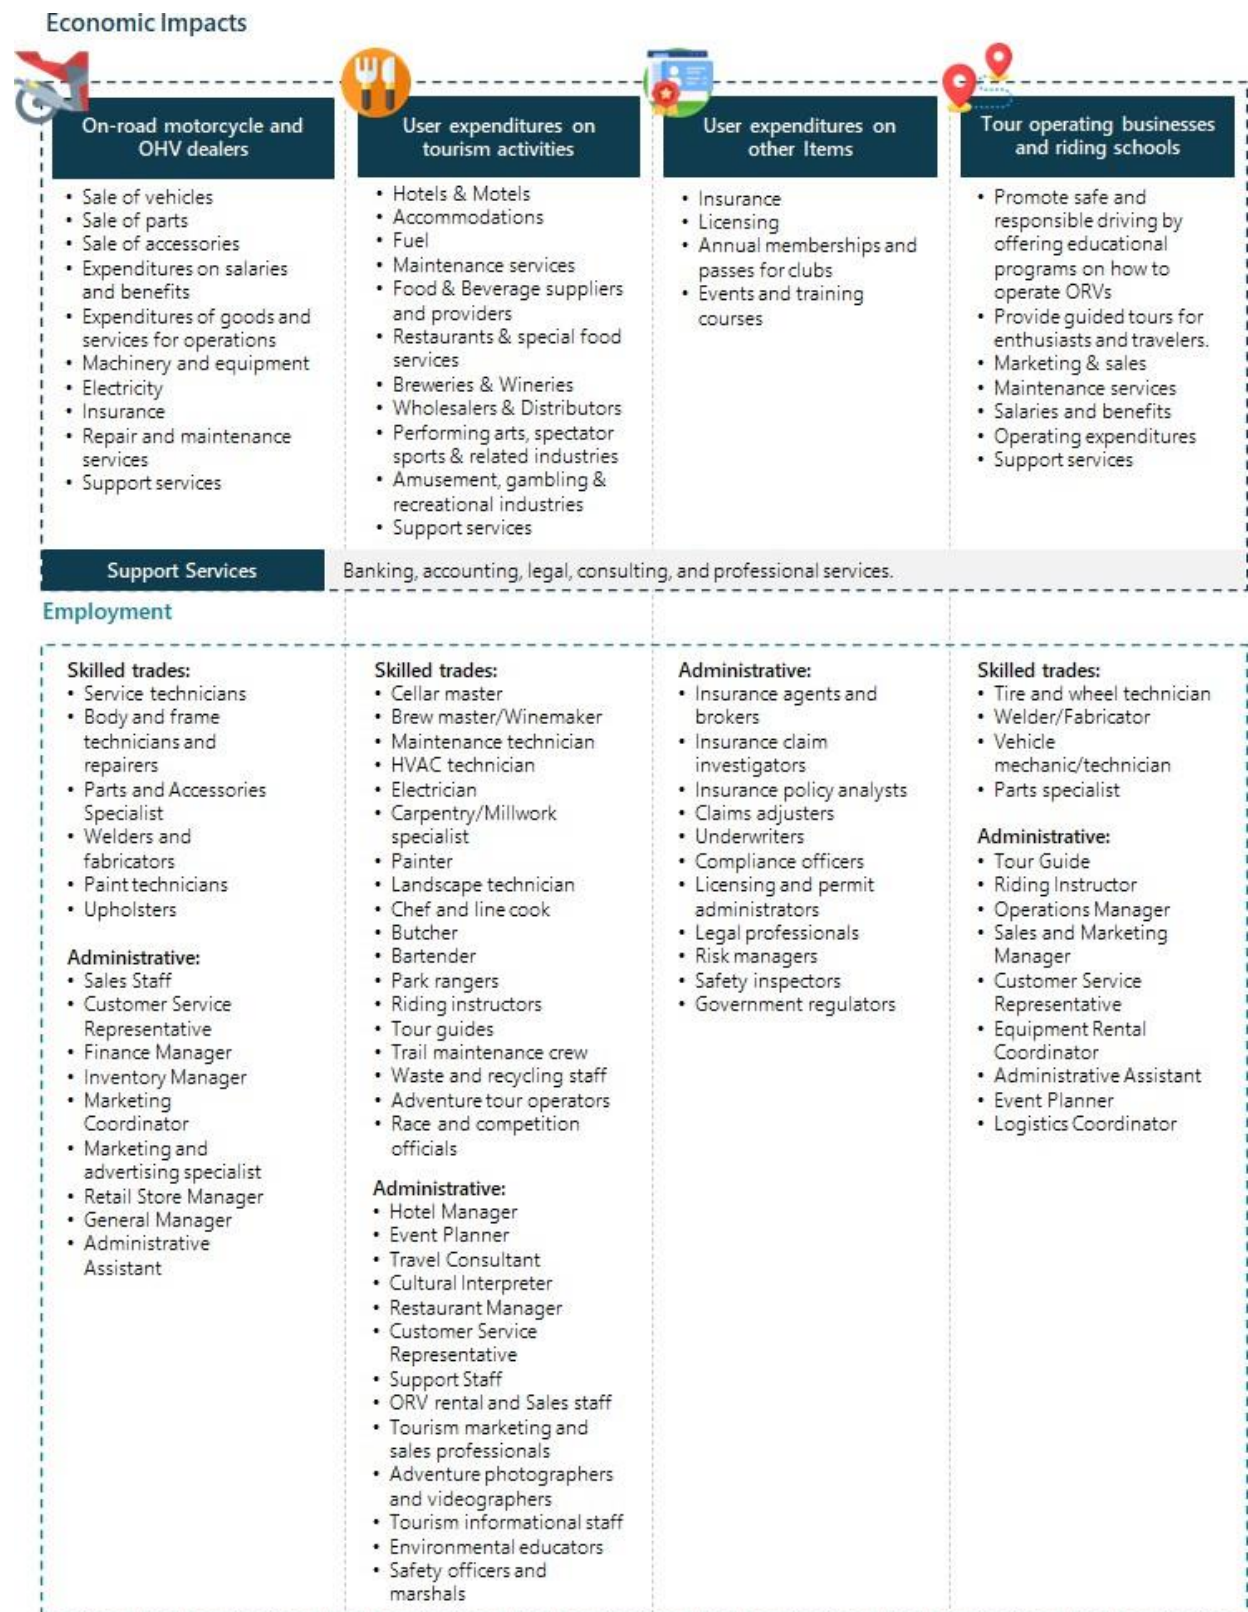 Economic Impacts
On-road motorcycle and
OHV dealers
• Sale of vehicles
• Sale of parts
• Sale of accessories
• Expenditures on salaries
and benefits
• Expenditures of goods and
services for operations
• Machinery and equipment
• Electricity
• Insurance
• Repair and maintenance
services
• Support services
User expenditures on
tourism activities
• Hotels & Motels
• Accommodations
• Fuel
• Maintenance services
• Food & Beverage suppliers
and providers
• Restaurants & special food
services
• Breweries & Wineries
• Wholesalers & Distributors
• Performing arts, spectator
sports & related industries
• Amusement, gambling &
recreational industries
• Support services
User expenditures on
other Items
• Insurance
• Licensing
• Annual memberships and
passes for clubs
• Events and training
courses
Tour operating businesses
and riding schools
• Promote safe and
responsible driving by
offering educational
programs on how to
operate ORVs
• Provide guided tours for
enthusiasts and travelers.
• Marketing & sales
• Maintenance services
• Salaries and benefits
• Operating expenditures
• Support services
Support Services
Banking, accounting, legal, consulting, and professional services.
Employment
Skilled trades:
• Service technicians
• Body and frame
technicians and
repairers
• Parts and Accessories
Specialist
• Welders and
fabricators
• Paint technicians
• Upholsters
Administrative:
• Sales Staff
• Customer Service
Representative
• Finance Manager
• Inventory Manager
• Marketing
Coordinator
• Marketing and
advertising specialist
• Retail Store Manager
• General Manager
• Administrative
Assistant
Skilled trades:
• Cellar master
• Brew master/Winemaker
• Maintenance technician
• HVAC technician
• Electrician
• Carpentry/Millwork
specialist
• Painter
• Landscape technician
• Chef and line cook
• Butcher
• Bartender
• Park rangers
• Riding instructors
• Tour guides
• Trail maintenance crew
• Waste and recycling staff
• Adventure tour operators
• Race and competition
officials
Administrative:
• Hotel Manager
• Event Planner
• Travel Consultant
• Cultural Interpreter
• Restaurant Manager
• Customer Service
Representative
• Support Staff
• ORV rental and Sales staff
• Tourism marketing and
sales professionals
• Adventure photographers
and videographers
• Tourism informational staff
• Environmental educators
• Safety officers and
marshals
Administrative:
• Insurance agents and
brokers
• Insurance claim
investigators
• Insurance policy analysts
• Claims adjusters
• Underwriters
• Compliance officers
• Licensing and permit
administrators
• Legal professionals
• Risk managers
• Safety inspectors
• Government regulators
Skilled trades:
• Tire and wheel technician
• Welder/Fabricator
• Vehicle
mechanic/technician
• Parts specialist
Administrative:
• Tour Guide
• Riding Instructor
• Operations Manager
• Sales and Marketing
Manager
• Customer Service
Representative
• Equipment Rental
Coordinator
• Administrative Assistant
• Event Planner
• Logistics Coordinator